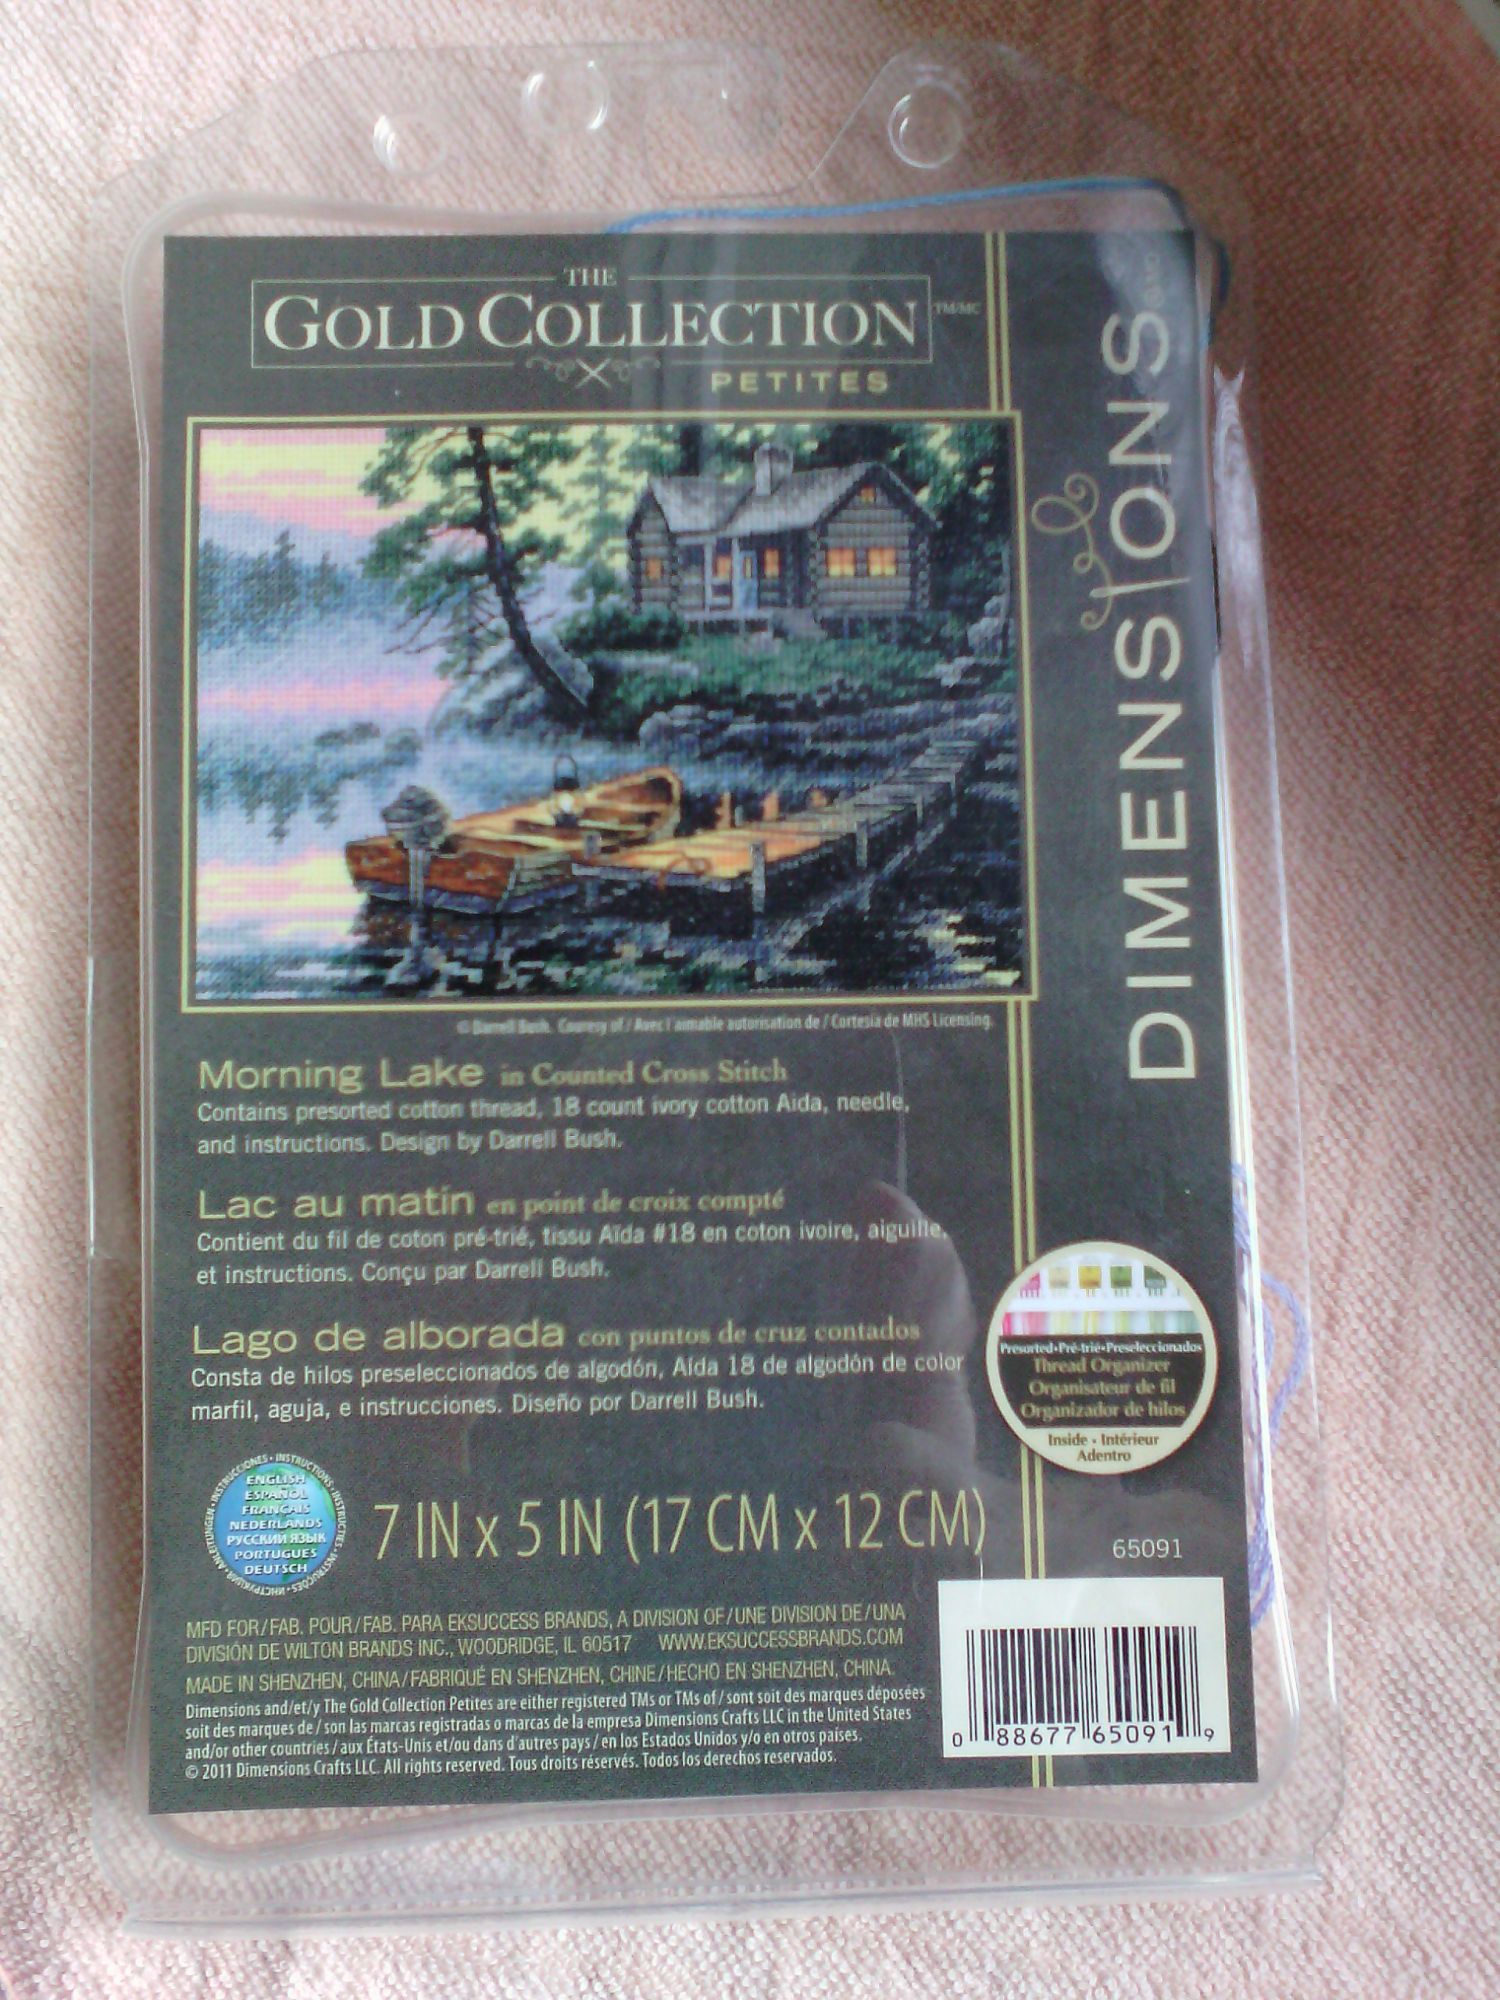 THE
GOLD COLLECTION TM/MC
PETITES
DIMENSIONS
© Darrell Bush. Courtesy of / Avec l'aimable autorisation de / Cortesía de MHS Licensing.
Morning Lake in Counted Cross Stitch
Contains presorted cotton thread, 18 count ivory cotton Aida, needle,
and instructions. Design by Darrell Bush.
Lac au matin en point de croix compté
Contient du fil de coton pré-trié, tissu Aïda #18 en coton ivoire, aiguille,
et instructions. Conçu par Darrell Bush.
Lago de alborada con puntos de cruz contados
Consta de hilos preseleccionados de algodón, Aida 18 de algodón de color
marfil, aguja, e instrucciones. Diseño por Darrell Bush.
Presorted•Pré-trié•Preseleccionados
Thread Organizer
Organisateur de fil
Organizador de hilos
Inside - Intérieur
Adentro
INSTRUCCIONES • INSTRUCTIONS • INSTRUCTIES • INSTRUÇÕES • ИНСТРУКЦИЯ • ANLEITUNGEN
ENGLISH
ESPAÑOL
FRANÇAIS
NEDERLANDS
РУССКИЙ ЯЗЫК
PORTUGUES
DEUTSCH
7 IN x 5 IN (17 CM x 12 CM)
65091
MFD FOR/FAB. POUR/FAB. PARA EKSUCCESS BRANDS, A DIVISION OF/UNE DIVISION DE/UNA
DIVISIÓN DE WILTON BRANDS INC., WOODRIDGE, IL 60517 WWW.EKSUCCESSBRANDS.COM
MADE IN SHENZHEN, CHINA/FABRIQUÉ EN SHENZHEN, CHINE/HECHO EN SHENZHEN, CHINA.
Dimensions and/et/y The Gold Collection Petites are either registered TMs or TMs of / sont soit des marques déposées
soit des marques de / son las marcas registradas o marcas de la empresa Dimensions Crafts LLC in the United States
and/or other countries / aux États-Unis et/ou dans d'autres pays / en los Estados Unidos y/o en otros países.
© 2011 Dimensions Crafts LLC. All rights reserved. Tous droits réservés. Todos los derechos reservados.
0 88677 65091 9